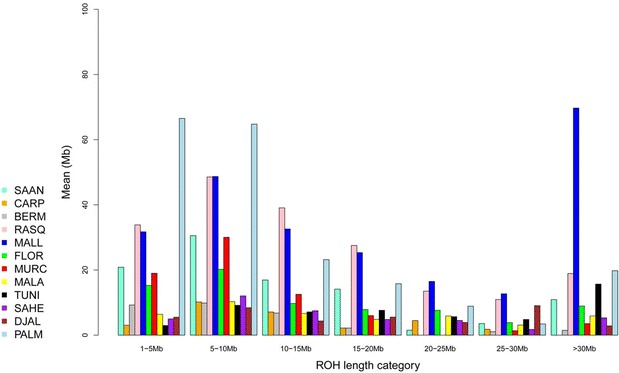 100
80
60
40
20
0
Mean (Mb)
SAAN
CARP
BERM
RASQ
MALL
FLOR
MURC
MALA
TUNI
SAHE
DJAL
PALM
1−5Mb 5−10Mb 10−15Mb 15−20Mb 20−25Mb 25−30Mb >30Mb
ROH length category